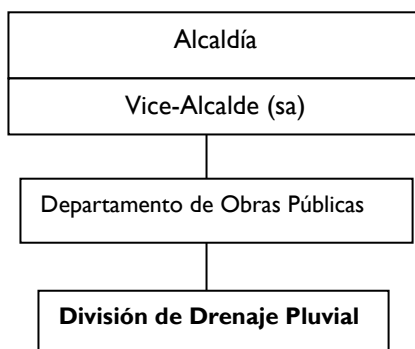 Alcaldía
Vice-Alcalde (sa)
Departamento de Obras Públicas
División de Drenaje Pluvial